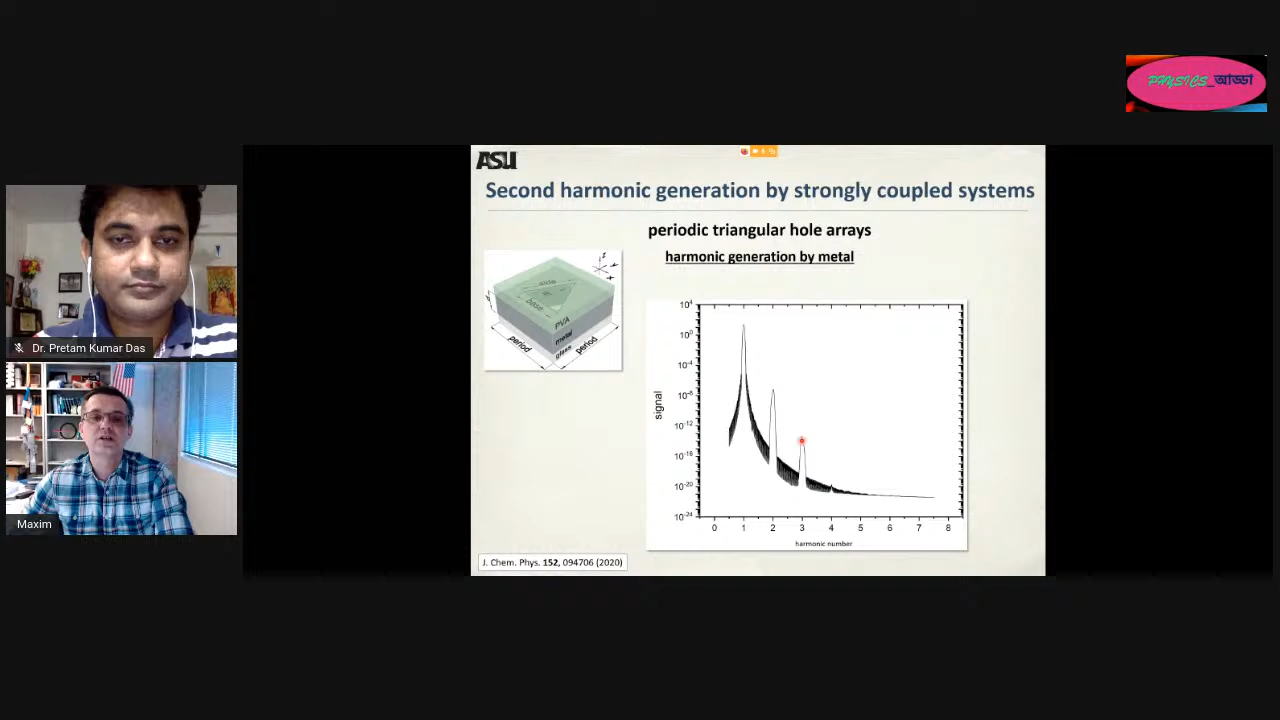 PHYSICS_আড্ডা
ASU
Second harmonic generation by strongly coupled systems
periodic triangular hole arrays
harmonic generation by metal
side
base
PVA
metal
glass
period
period
z
y
x
signal
10⁴
10⁰
10⁻⁴
10⁻⁸
10⁻¹²
10⁻¹⁶
10⁻²⁰
10⁻²⁴
0 1 2 3 4 5 6 7 8
harmonic number
J. Chem. Phys. 152, 094706 (2020)
Dr. Pretam Kumar Das
Maxim